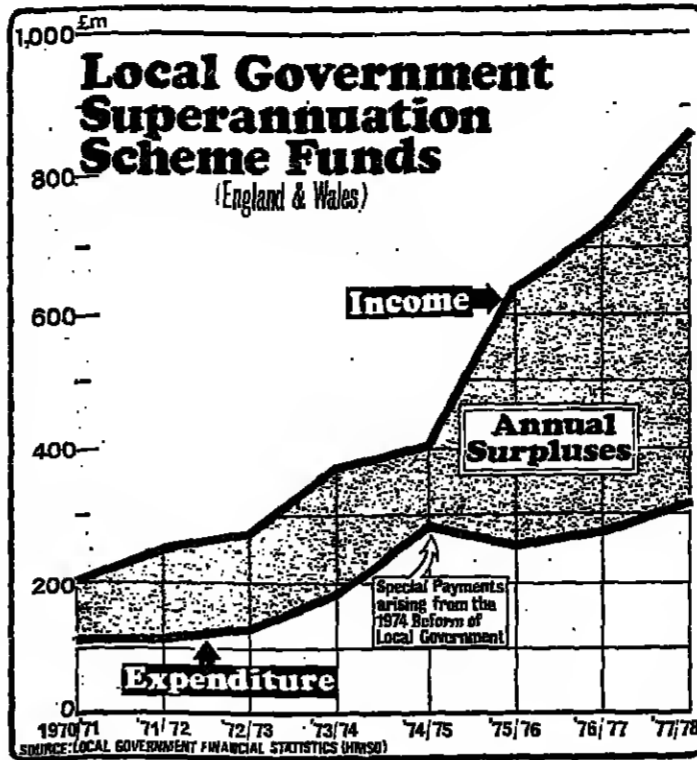 £m
1,000
Local Government
Superannuation
Scheme Funds
(England & Wales)
800
Income
600
Annual
Surpluses
400
200
Special Payments
arising from the
1974 Reform of
Local Government
Expenditure
0
1970/71 '71/72 '72/73 '73/74 '74/75 '75/76 '76/77 '77/78
SOURCE: LOCAL GOVERNMENT FINANCIAL STATISTICS (HMSO)